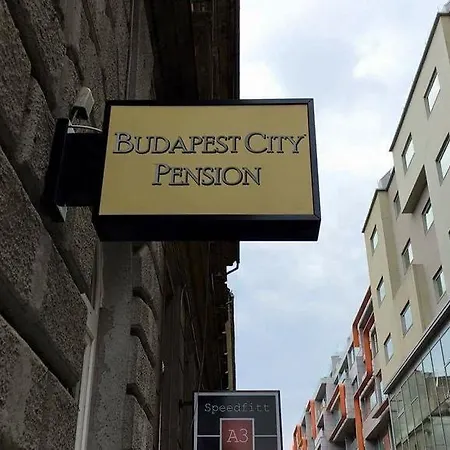 BUDAPEST CITY
PENSION
Speedfitt
A3